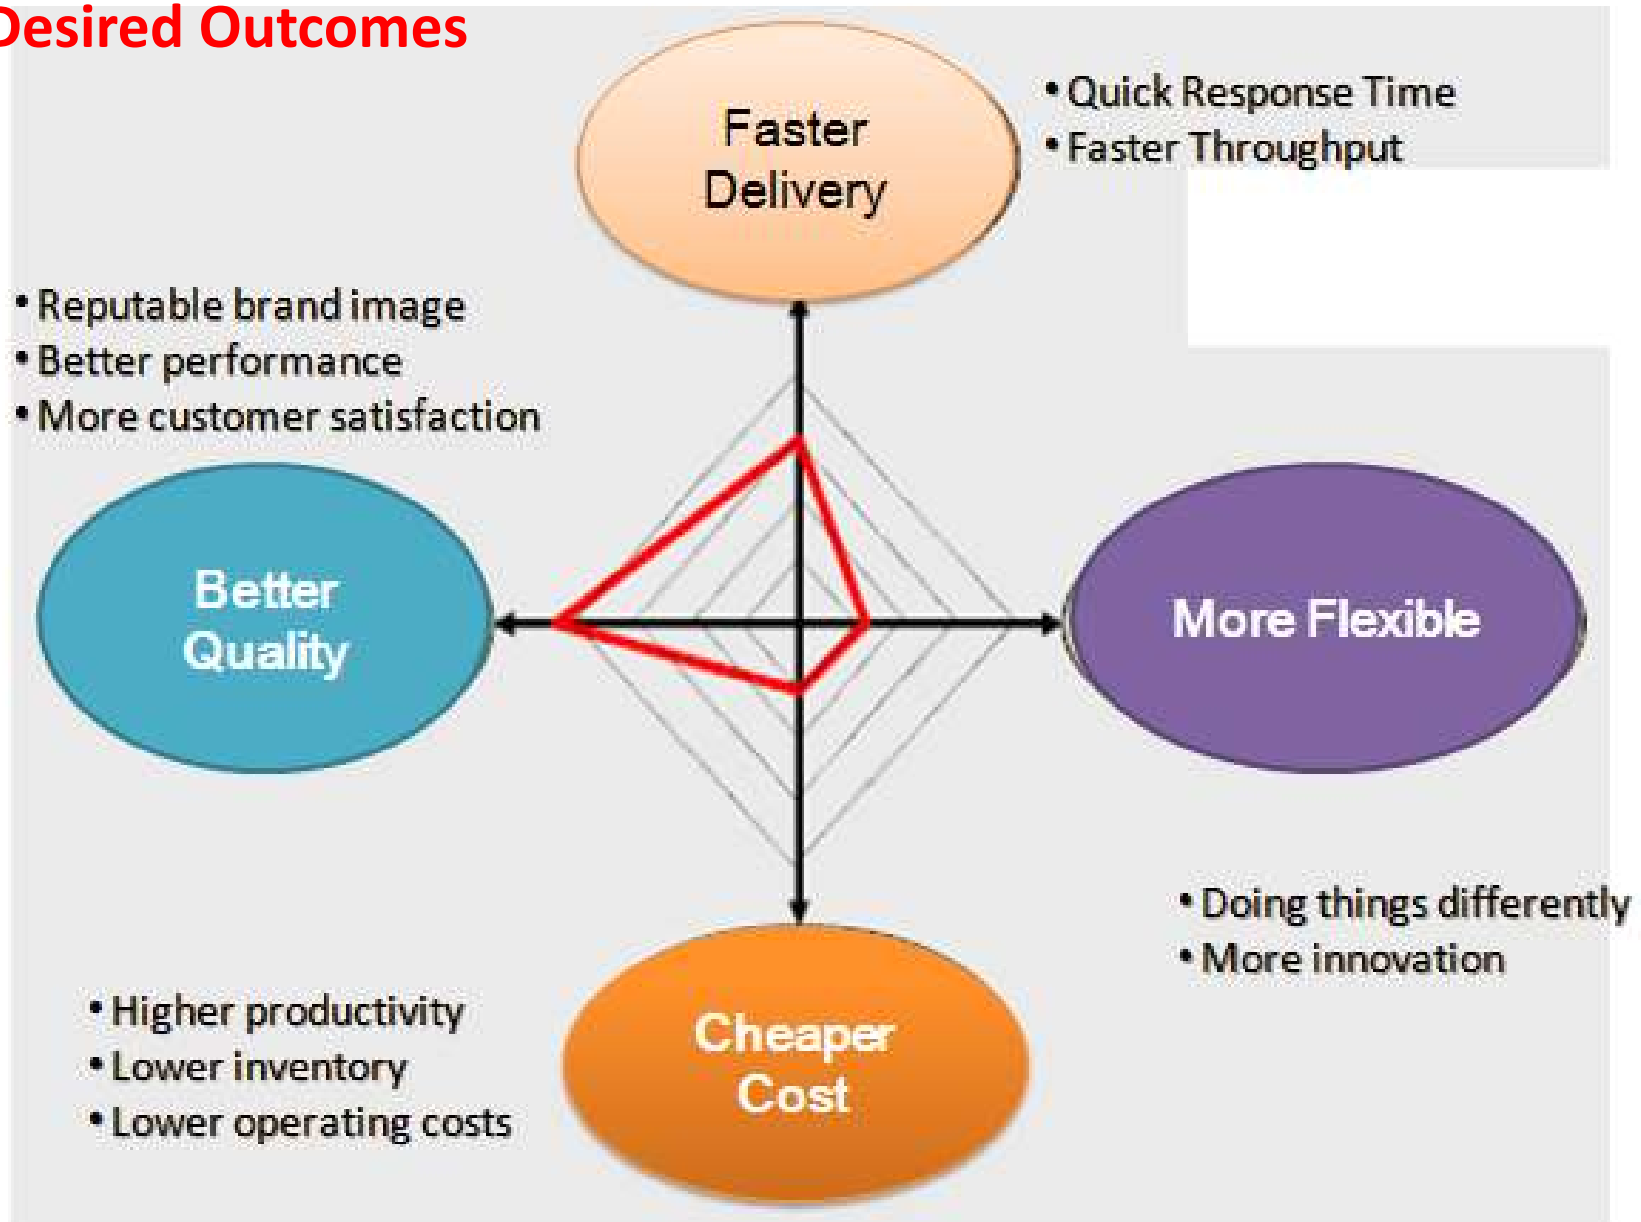 Desired Outcomes
Faster
Delivery
• Quick Response Time
• Faster Throughput
• Reputable brand image
• Better performance
• More customer satisfaction
Better
Quality
More Flexible
• Doing things differently
• More innovation
• Higher productivity
• Lower inventory
• Lower operating costs
Cheaper
Cost